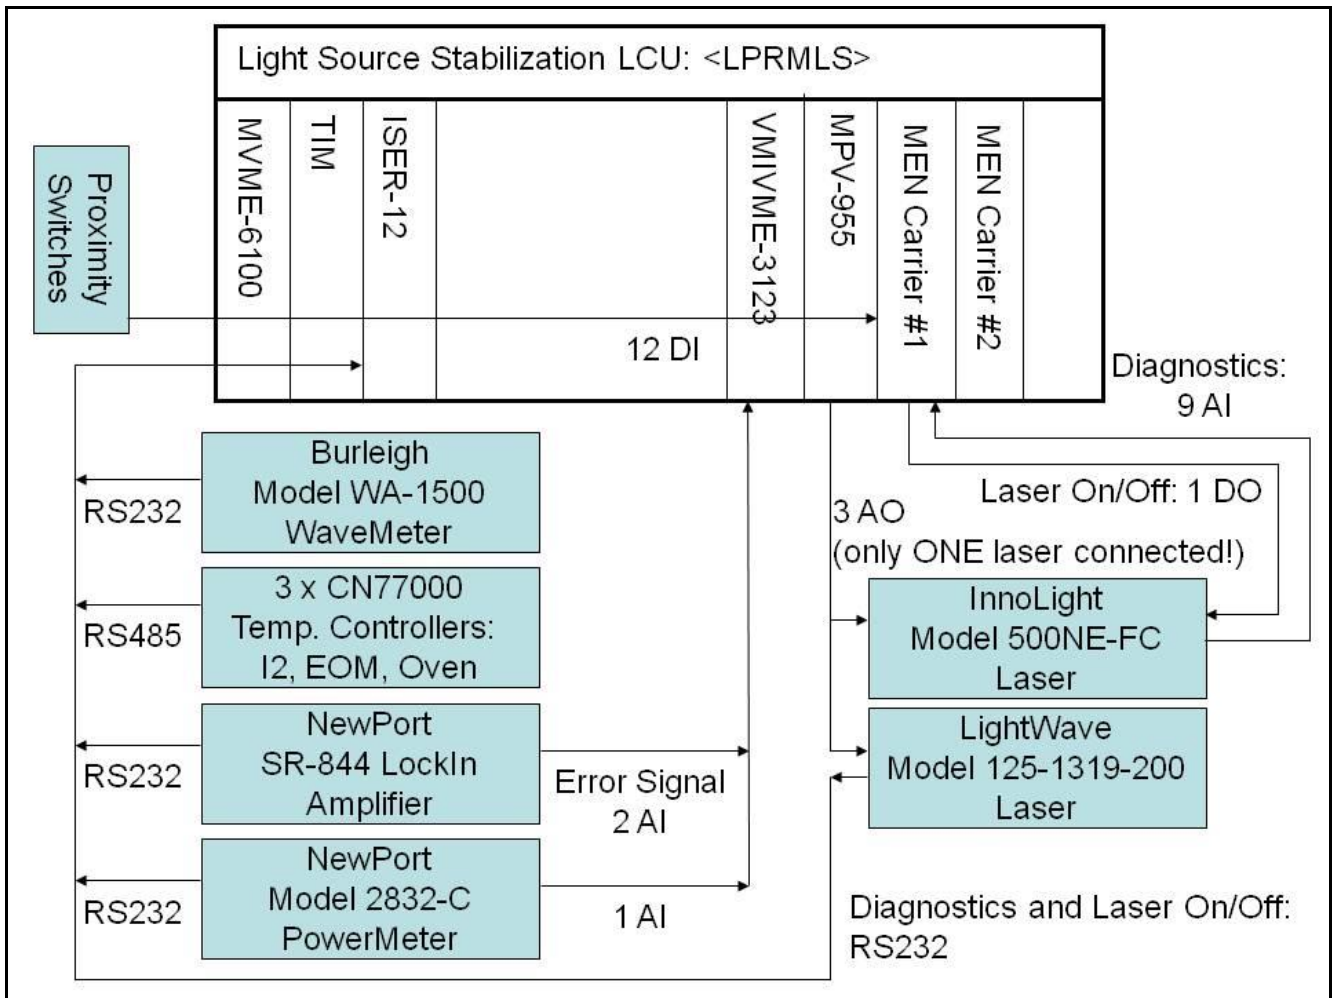 Light Source Stabilization LCU: <LPRMLS>
MVME-6100
TIM
ISER-12
VMIVME-3123
MPV-955
MEN Carrier #1
MEN Carrier #2
Proximity
Switches
12 DI
Diagnostics:
9 AI
Burleigh
Model WA-1500
WaveMeter
RS232
Laser On/Off: 1 DO
3 AO
(only ONE laser connected!)
3 x CN77000
Temp. Controllers:
I2, EOM, Oven
RS485
InnoLight
Model 500NE-FC
Laser
NewPort
SR-844 LockIn
Amplifier
RS232
Error Signal
2 AI
LightWave
Model 125-1319-200
Laser
NewPort
Model 2832-C
PowerMeter
RS232
1 AI
Diagnostics and Laser On/Off:
RS232